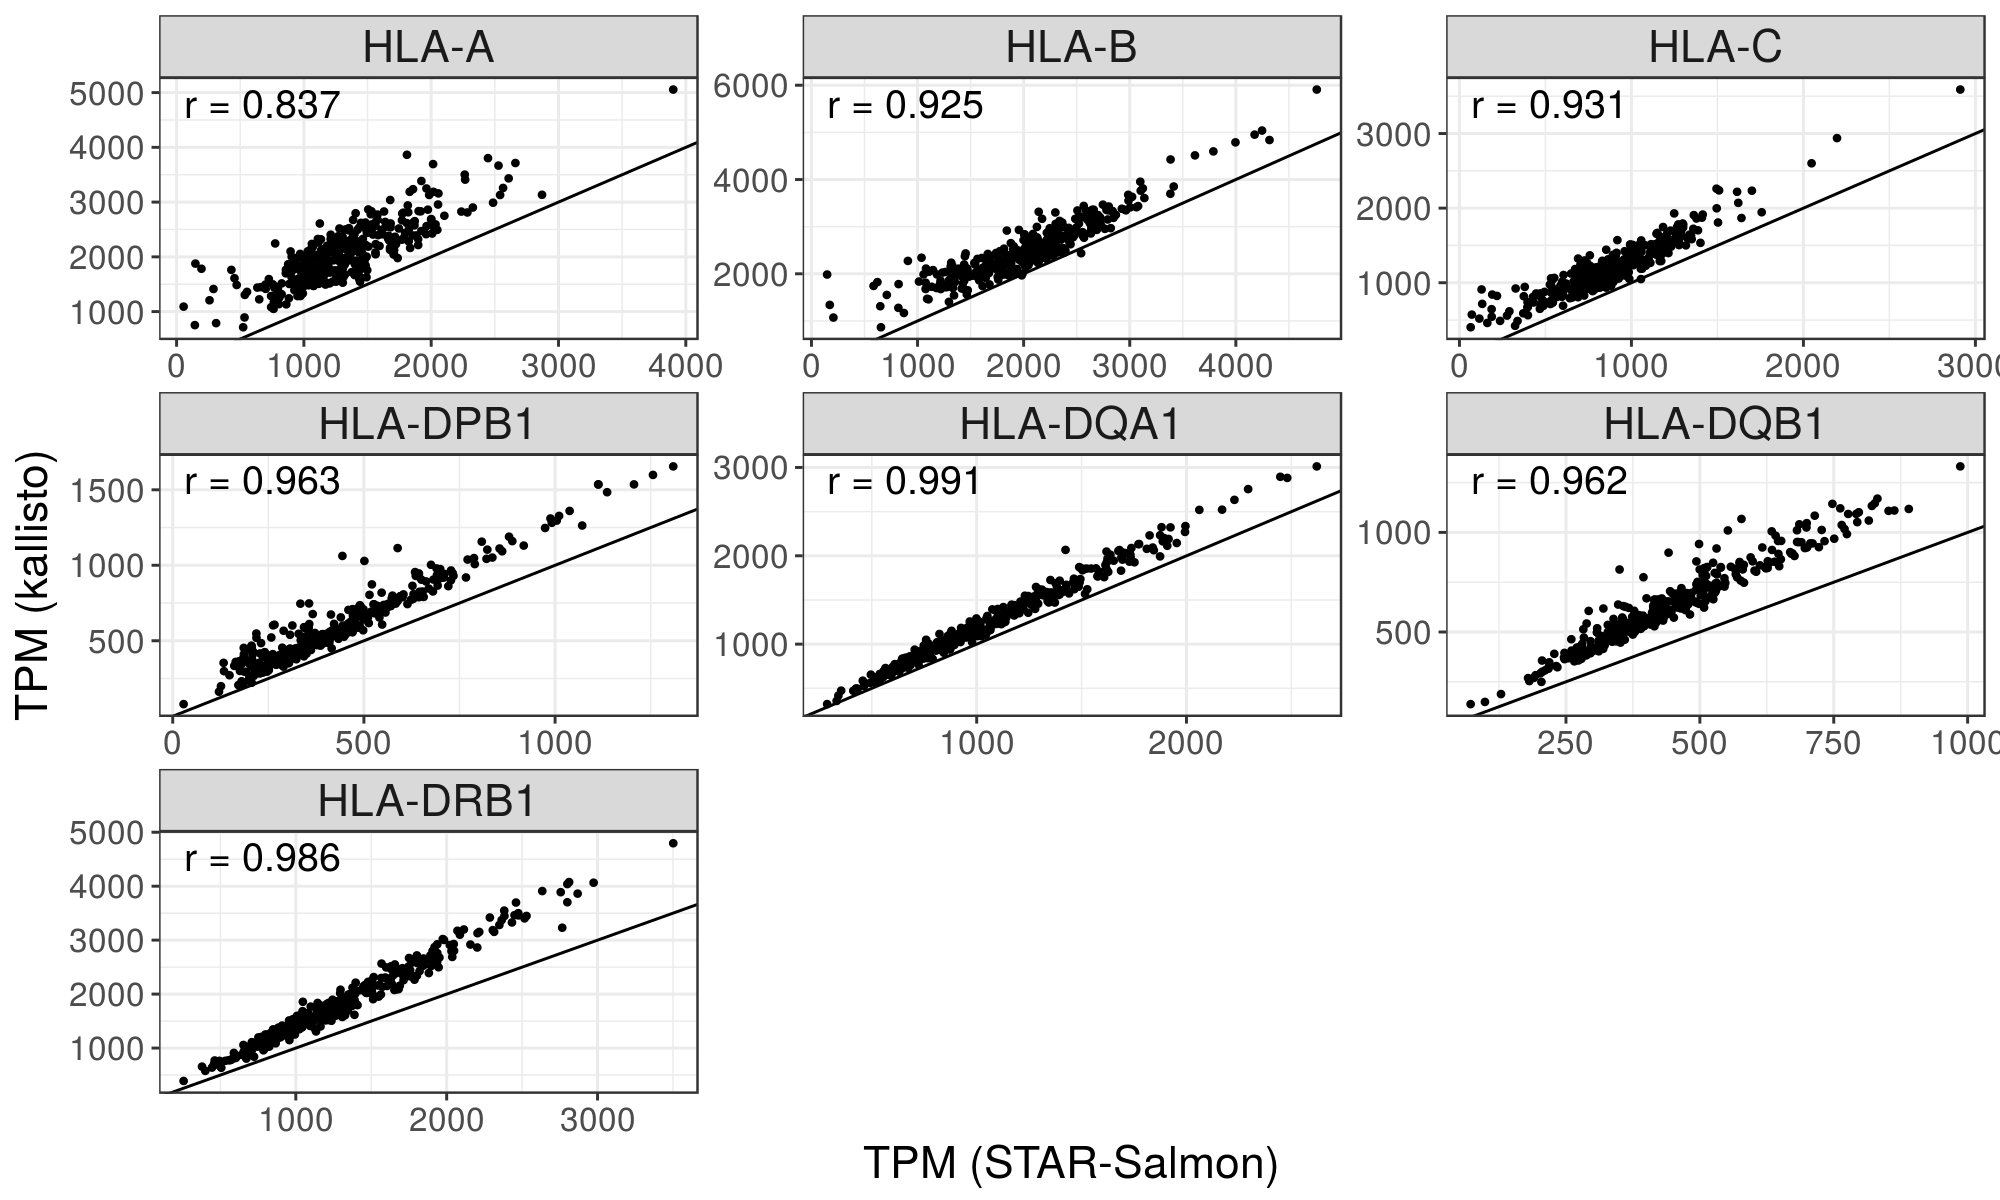 HLA-A
HLA-B
HLA-C
r = 0.837
r = 0.925
r = 0.931
5000
4000
3000
2000
1000
6000
4000
2000
3000
2000
1000
0 1000 2000 3000 4000
0 1000 2000 3000 4000
0 1000 2000 3000
HLA-DPB1
HLA-DQA1
HLA-DQB1
r = 0.963
r = 0.991
r = 0.962
1500
1000
500
3000
2000
1000
1000
500
0 500 1000
1000 2000
250 500 750 1000
HLA-DRB1
r = 0.986
5000
4000
3000
2000
1000
1000 2000 3000
TPM (kallisto)
TPM (STAR-Salmon)